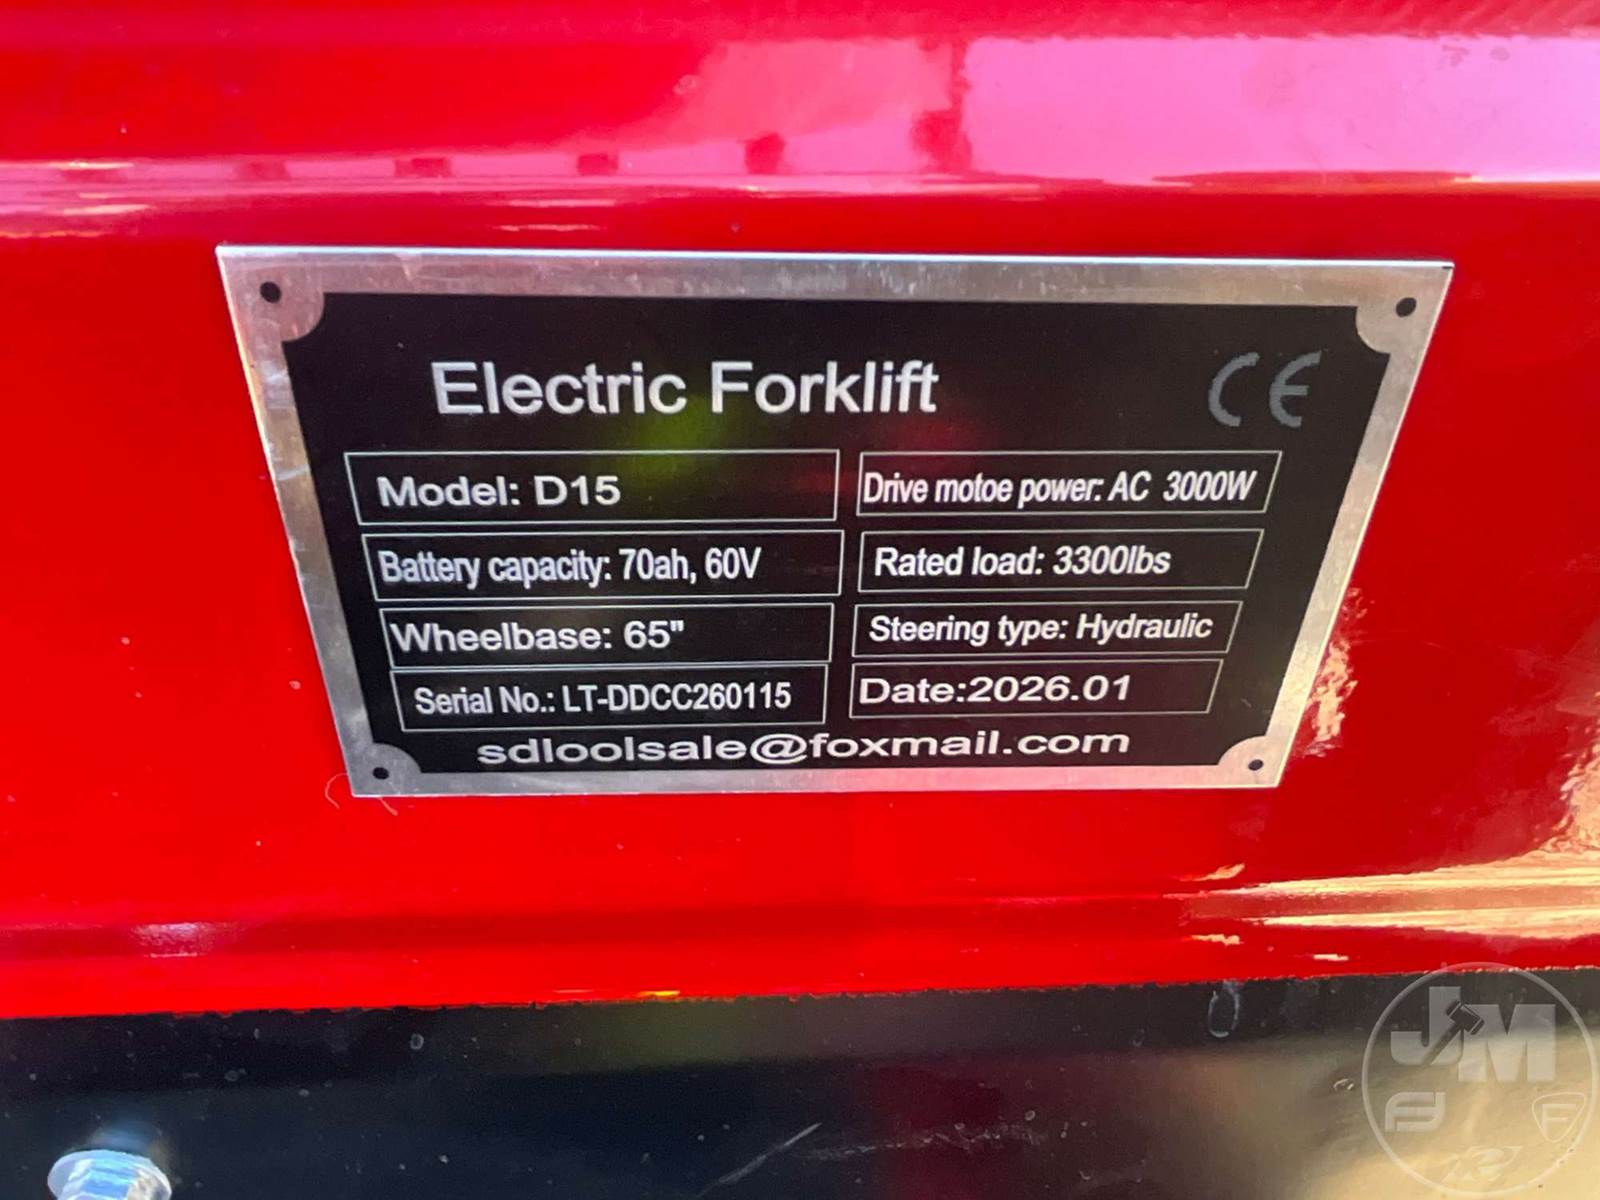 Electric Forklift CE
Model: D15
Drive motoe power: AC 3000W
Battery capacity: 70ah, 60V
Rated load: 3300lbs
Wheelbase: 65"
Steering type: Hydraulic
Serial No.: LT-DDCC260115
Date:2026.01
sdloolsale@foxmail.com
JM